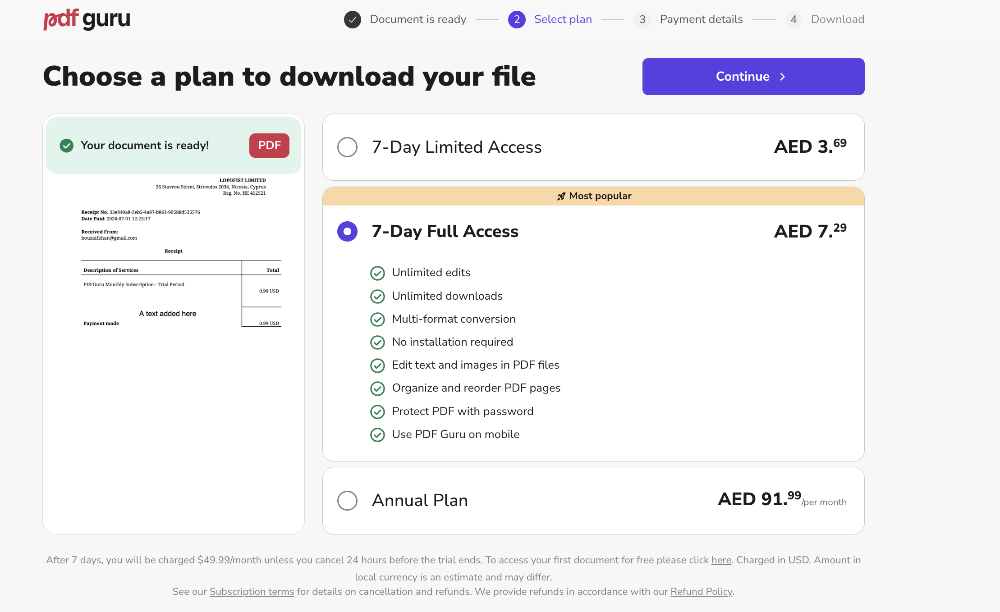 pdf guru
Document is ready
2 Select plan
3 Payment details
4 Download
Choose a plan to download your file
Continue
Your document is ready!
PDF
LOPOFIST LIMITED
26 Stavrou Street, Strovolos 2034, Nicosia, Cyprus
Reg. No. HE 412521
Receipt No. 33e940a8-2eb5-4a87-b861-90588d535576
Date Paid: 2026-07-01 12:23:17
Received From:
houzaifkhan@gmail.com
Receipt
Description of Services Total
PDFGuru Monthly Subscription - Trial Period
0.99 USD
A text added here
Payment made 0.99 USD
7-Day Limited Access AED 3.69
Most popular
7-Day Full Access AED 7.29
Unlimited edits
Unlimited downloads
Multi-format conversion
No installation required
Edit text and images in PDF files
Organize and reorder PDF pages
Protect PDF with password
Use PDF Guru on mobile
Annual Plan AED 91.99/per month
After 7 days, you will be charged $49.99/month unless you cancel 24 hours before the trial ends. To access your first document for free please click here. Charged in USD. Amount in
local currency is an estimate and may differ.
See our Subscription terms for details on cancellation and refunds. We provide refunds in accordance with our Refund Policy.